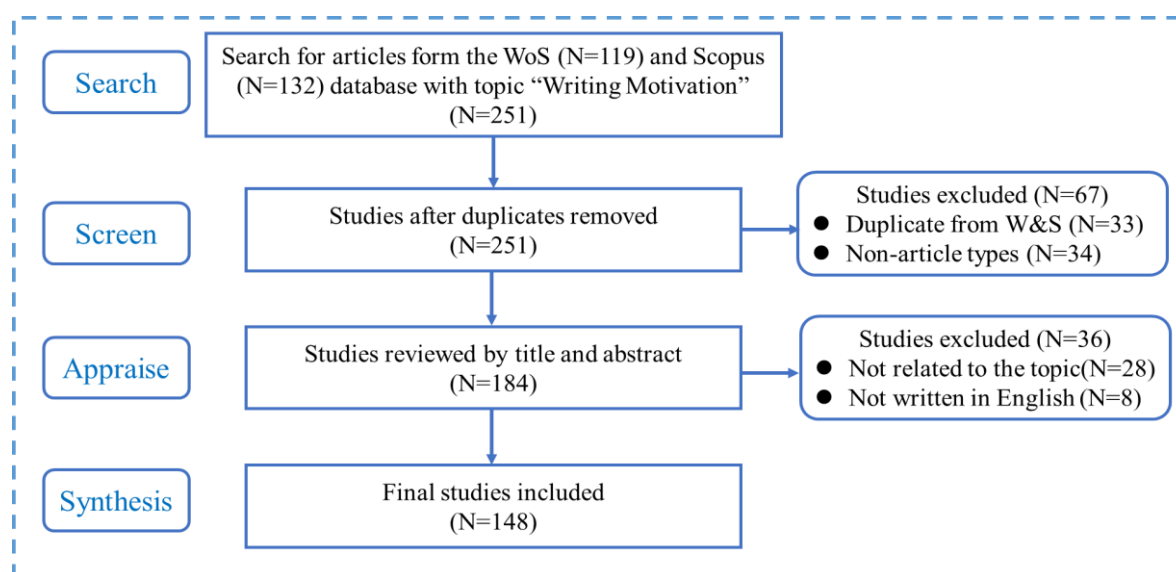 Search
Search for articles form the WoS (N=119) and Scopus
(N=132) database with topic “Writing Motivation”
(N=251)
Screen
Studies after duplicates removed
(N=251)
Studies excluded (N=67)
● Duplicate from W&S (N=33)
● Non-article types (N=34)
Appraise
Studies reviewed by title and abstract
(N=184)
Studies excluded (N=36)
● Not related to the topic(N=28)
● Not written in English (N=8)
Synthesis
Final studies included
(N=148)